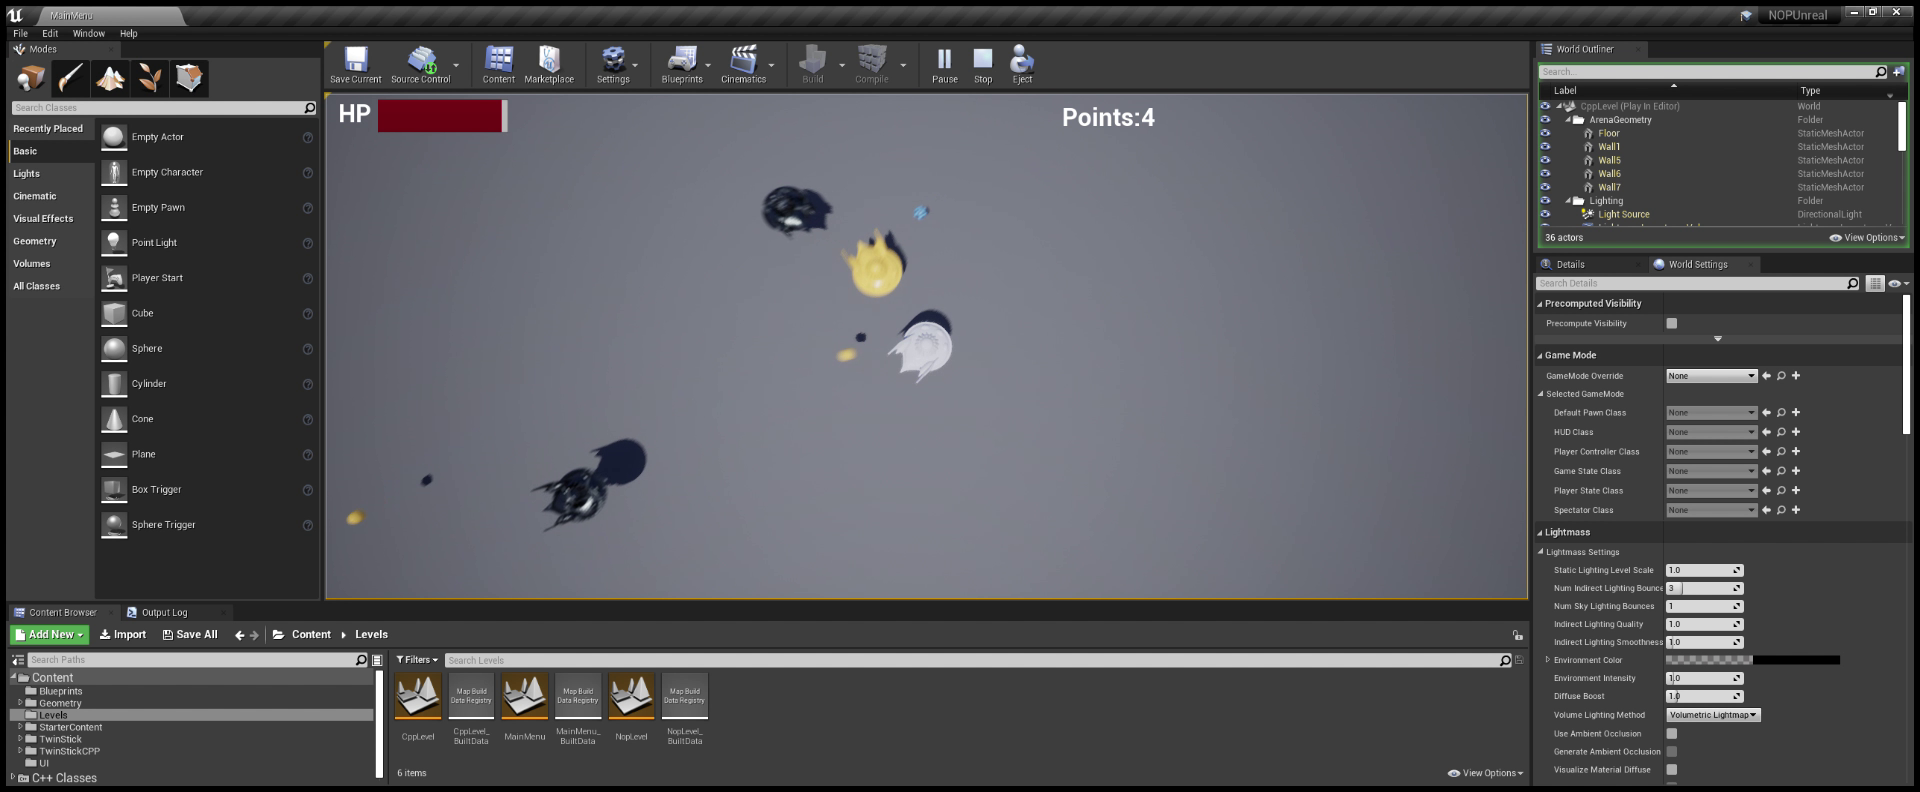 MainMenu
NOPUnreal
File Edit Window Help
Modes
Search Classes
Recently Placed
Basic
Lights
Cinematic
Visual Effects
Geometry
Volumes
All Classes
Empty Actor
Empty Character
Empty Pawn
Point Light
Player Start
Cube
Sphere
Cylinder
Cone
Plane
Box Trigger
Sphere Trigger
Save Current Source Control Content Marketplace Settings Blueprints Cinematics Build Compile Pause Stop Eject
HP
Points:4
World Outliner
Search...
Label Type
CppLevel (Play In Editor) World
ArenaGeometry Folder
Floor StaticMeshActor
Wall1 StaticMeshActor
Wall5 StaticMeshActor
Wall6 StaticMeshActor
Wall7 StaticMeshActor
Lighting Folder
Light Source DirectionalLight
36 actors View Options
Details World Settings
Search Details
Precomputed Visibility
Precompute Visibility
Game Mode
GameMode Override None
Selected GameMode
Default Pawn Class None
HUD Class None
Player Controller Class None
Game State Class None
Player State Class None
Spectator Class None
Lightmass
Lightmass Settings
Static Lighting Level Scale 1.0
Num Indirect Lighting Bounce 3
Num Sky Lighting Bounces 1
Indirect Lighting Quality 1.0
Indirect Lighting Smoothness 1.0
Environment Color
Environment Intensity 1.0
Diffuse Boost 1.0
Volume Lighting Method Volumetric Lightmap
Use Ambient Occlusion
Generate Ambient Occlusion
Visualize Material Diffuse
Content Browser Output Log
Add New Import Save All Content Levels
Search Paths
Content
Blueprints
Geometry
Levels
StarterContent
TwinStick
TwinStickCPP
UI
C++ Classes
Filters Search Levels
Map Build Data Registry
Map Build Data Registry
Map Build Data Registry
CppLevel
CppLevel_BuiltData
MainMenu
MainMenu_BuiltData
NopLevel
NopLevel_BuiltData
6 items View Options